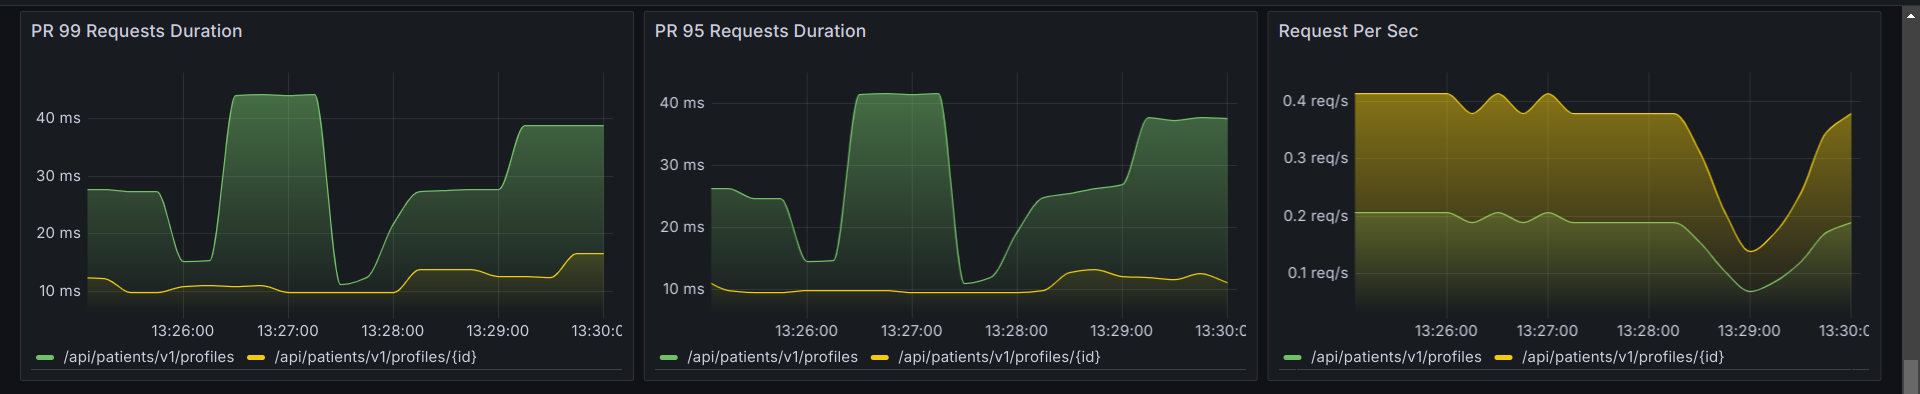 PR 99 Requests Duration
40 ms
30 ms
20 ms
10 ms
13:26:00 13:27:00 13:28:00 13:29:00 13:30:0
/api/patients/v1/profiles /api/patients/v1/profiles/{id}
PR 95 Requests Duration
40 ms
30 ms
20 ms
10 ms
13:26:00 13:27:00 13:28:00 13:29:00 13:30:0
/api/patients/v1/profiles /api/patients/v1/profiles/{id}
Request Per Sec
0.4 req/s
0.3 req/s
0.2 req/s
0.1 req/s
13:26:00 13:27:00 13:28:00 13:29:00 13:30:0
/api/patients/v1/profiles /api/patients/v1/profiles/{id}